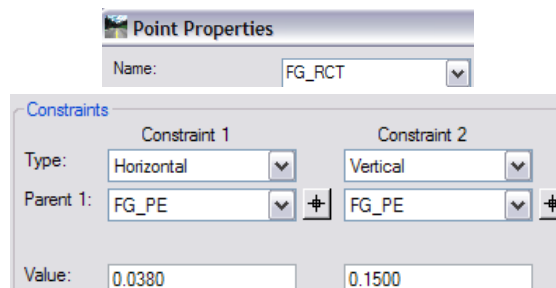 Point Properties
Name: FG_RCT
Constraints
Constraint 1 Constraint 2
Type: Horizontal Vertical
Parent 1: FG_PE FG_PE
Value: 0.0380 0.1500